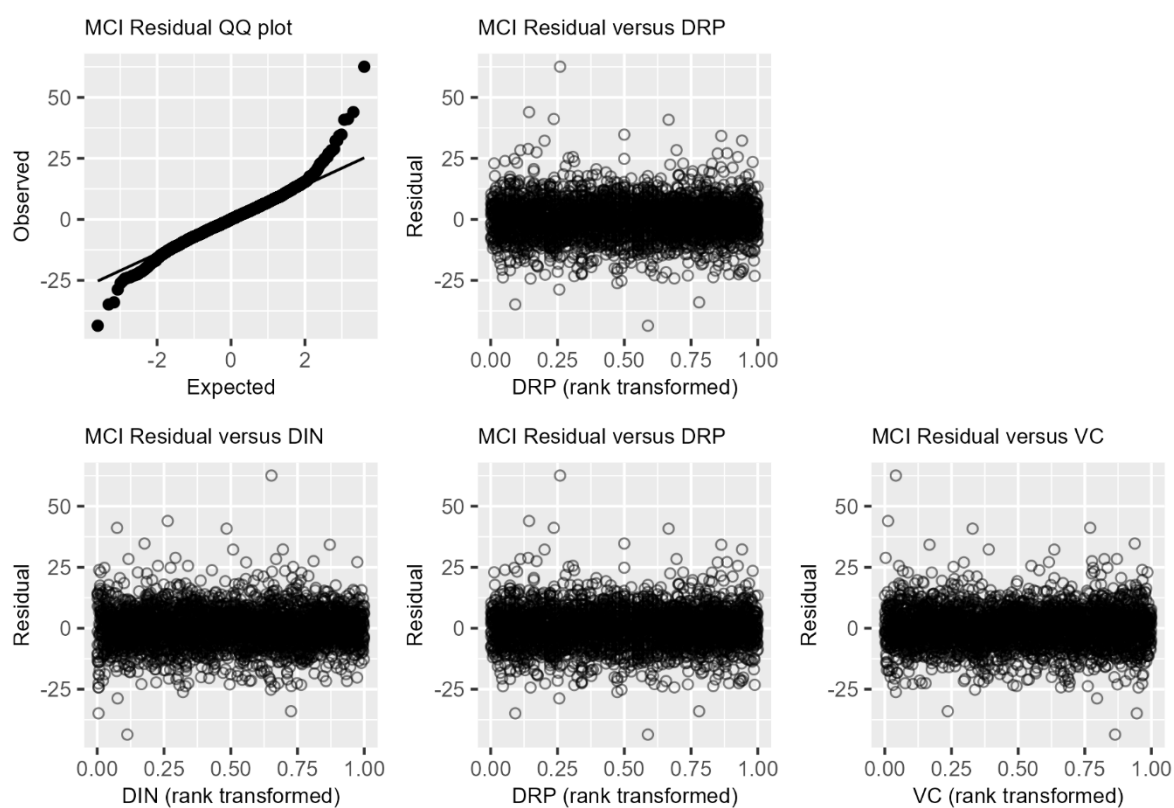 MCI Residual QQ plot
50
25
0
-25
Observed
-2 0 2
Expected
MCI Residual versus DRP
50
25
0
-25
Residual
0.00 0.25 0.50 0.75 1.00
DRP (rank transformed)
MCI Residual versus DIN
50
25
0
-25
Residual
0.00 0.25 0.50 0.75 1.00
DIN (rank transformed)
MCI Residual versus DRP
50
25
0
-25
Residual
0.00 0.25 0.50 0.75 1.00
DRP (rank transformed)
MCI Residual versus VC
50
25
0
-25
Residual
0.00 0.25 0.50 0.75 1.00
VC (rank transformed)